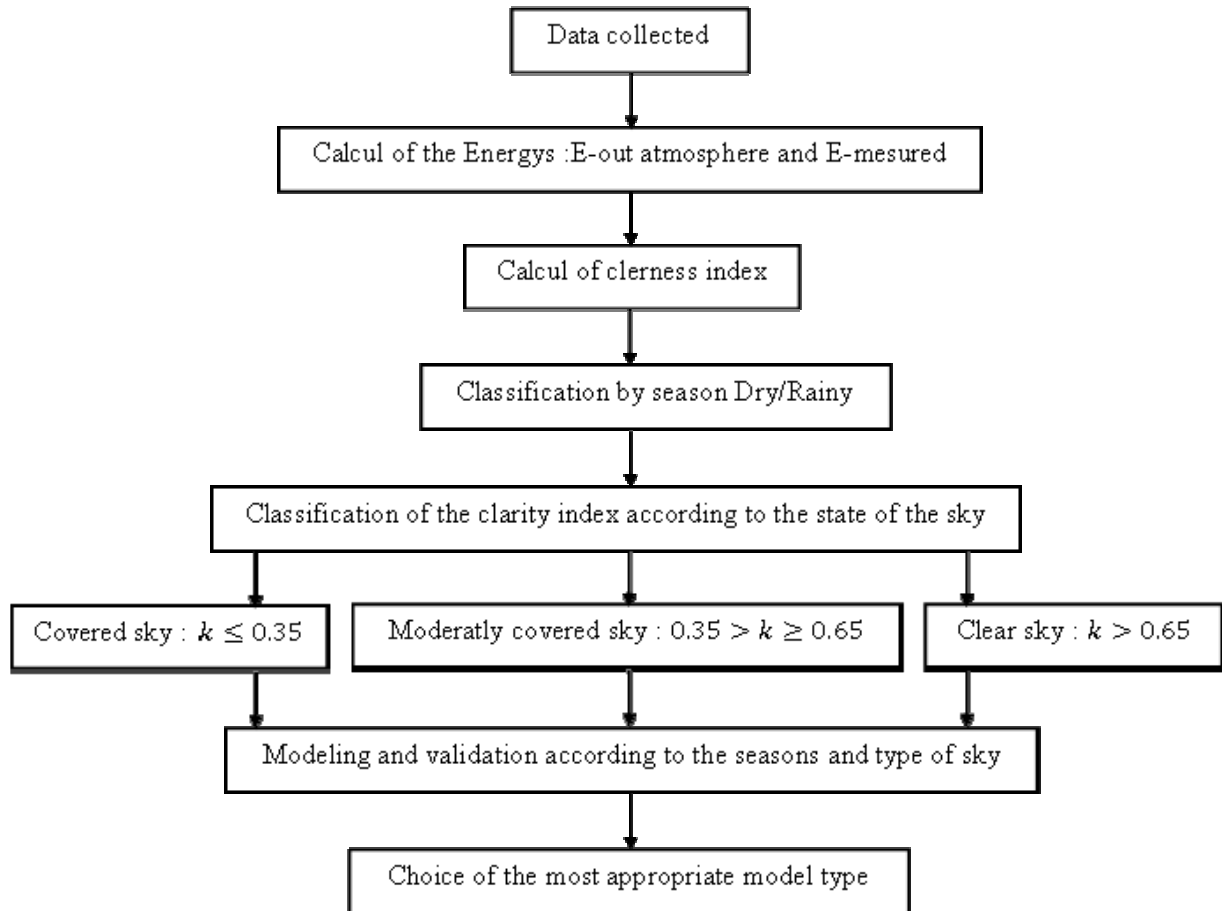 Data collected
Calcul of the Energys :E-out atmosphere and E-mesured
Calcul of clerness index
Classification by season Dry/Rainy
Classification of the clarity index according to the state of the sky
Covered sky : k ≤ 0.35
Moderatly covered sky : 0.35 > k ≥ 0.65
Clear sky : k > 0.65
Modeling and validation according to the seasons and type of sky
Choice of the most appropriate model type